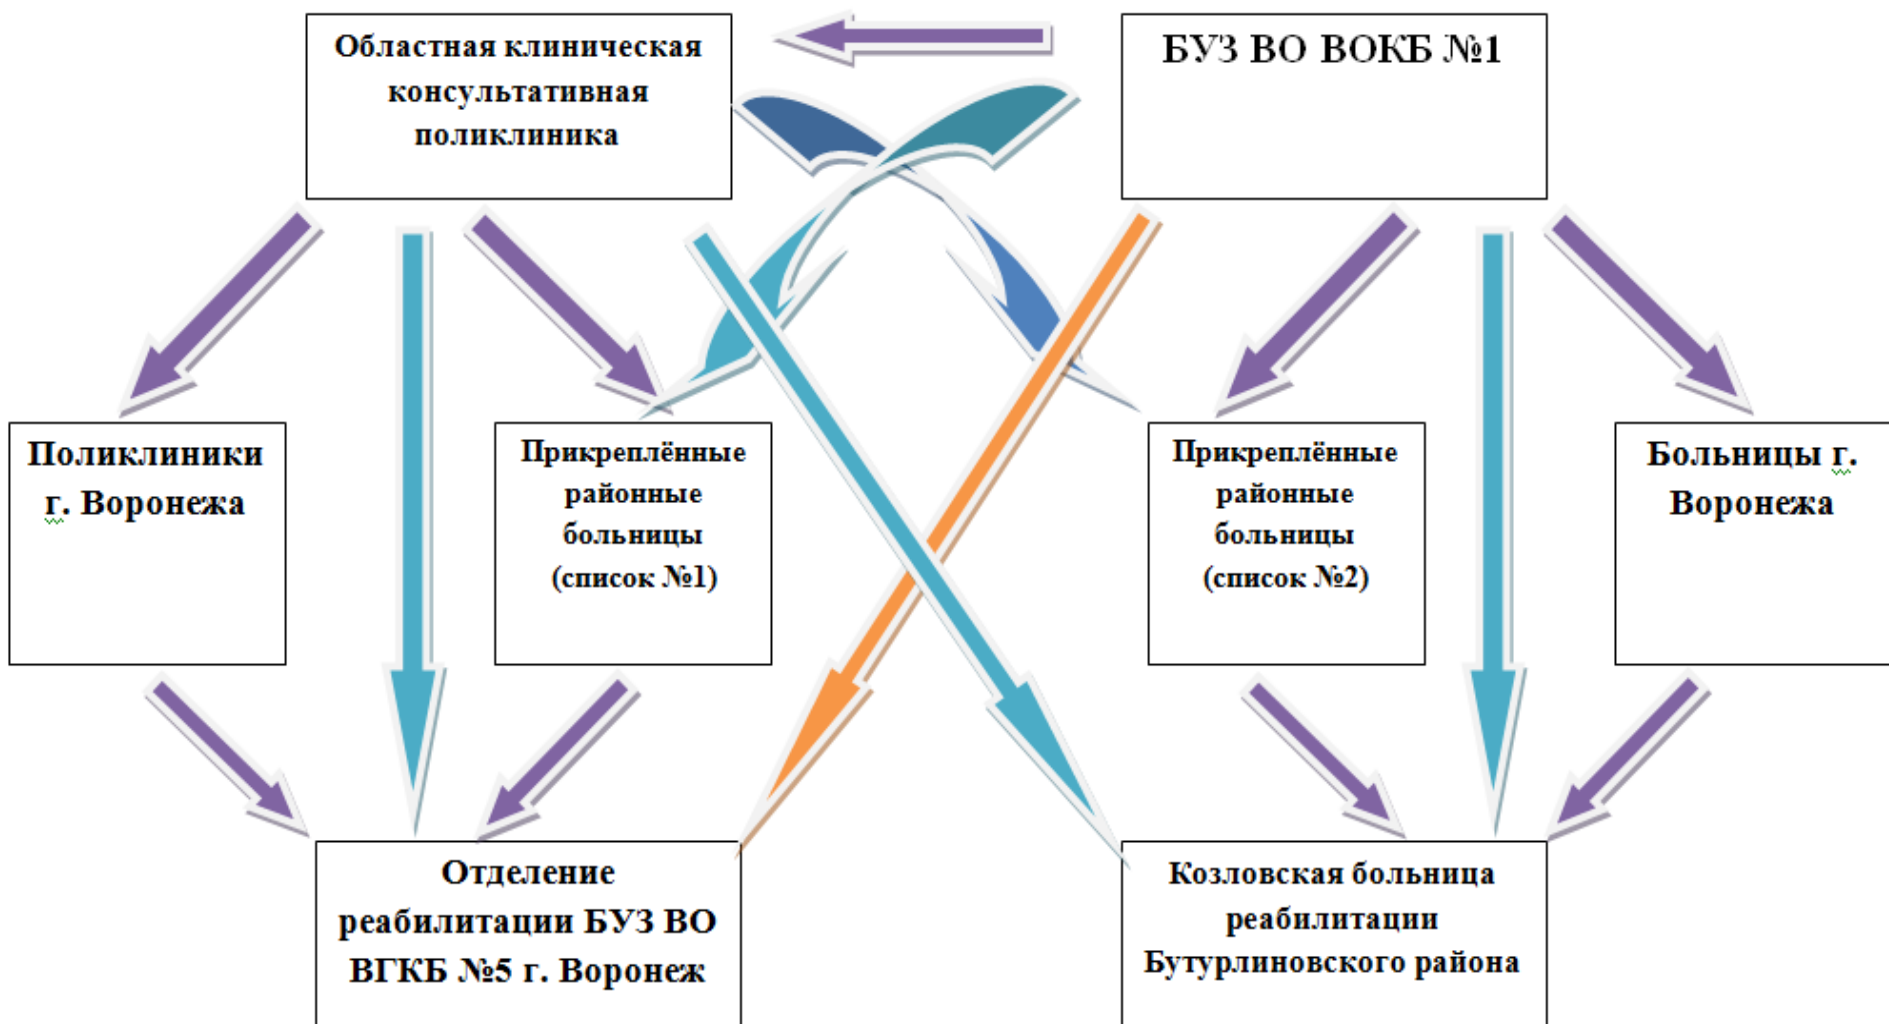 Областная клиническая
консультативная
поликлиника
БУЗ ВО ВОКБ №1
Поликлиники
г. Воронежа
Прикреплённые
районные
больницы
(список №1)
Прикреплённые
районные
больницы
(список №2)
Больницы г.
Воронежа
Отделение
реабилитации БУЗ ВО
ВГКБ №5 г. Воронеж
Козловская больница
реабилитации
Бутурлиновского района